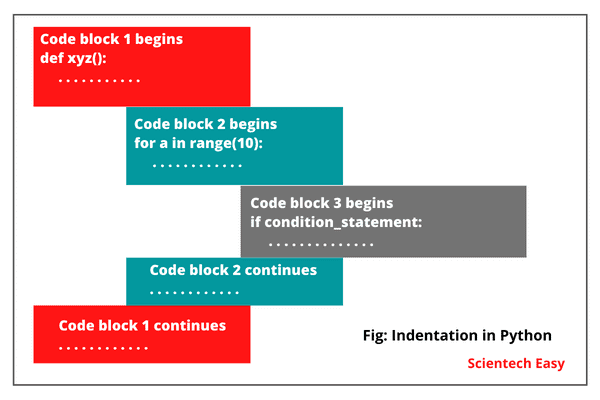 Code block 1 begins
def xyz():
. . . . . . . . . . .
Code block 2 begins
for a in range(10):
. . . . . . . . . . . .
Code block 3 begins
if condition_statement:
. . . . . . . . . . . . . .
Code block 2 continues
. . . . . . . . . . . .
Code block 1 continues
. . . . . . . . . . . .
Fig: Indentation in Python
Scientech Easy